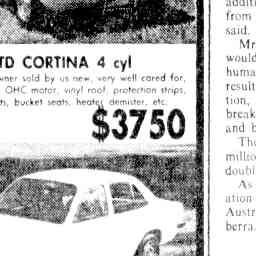 TD CORTINA 4 cyl
wner sold by us new, very well cared for,
OHC motor, vinyl roof, protection strips,
ts, bucket seats, heater demister, etc.
$3750
additi
from
said.
Mr
would
huma
result
tion,
break
and b
The
millio
doubl
As
ation
Austr
berra.